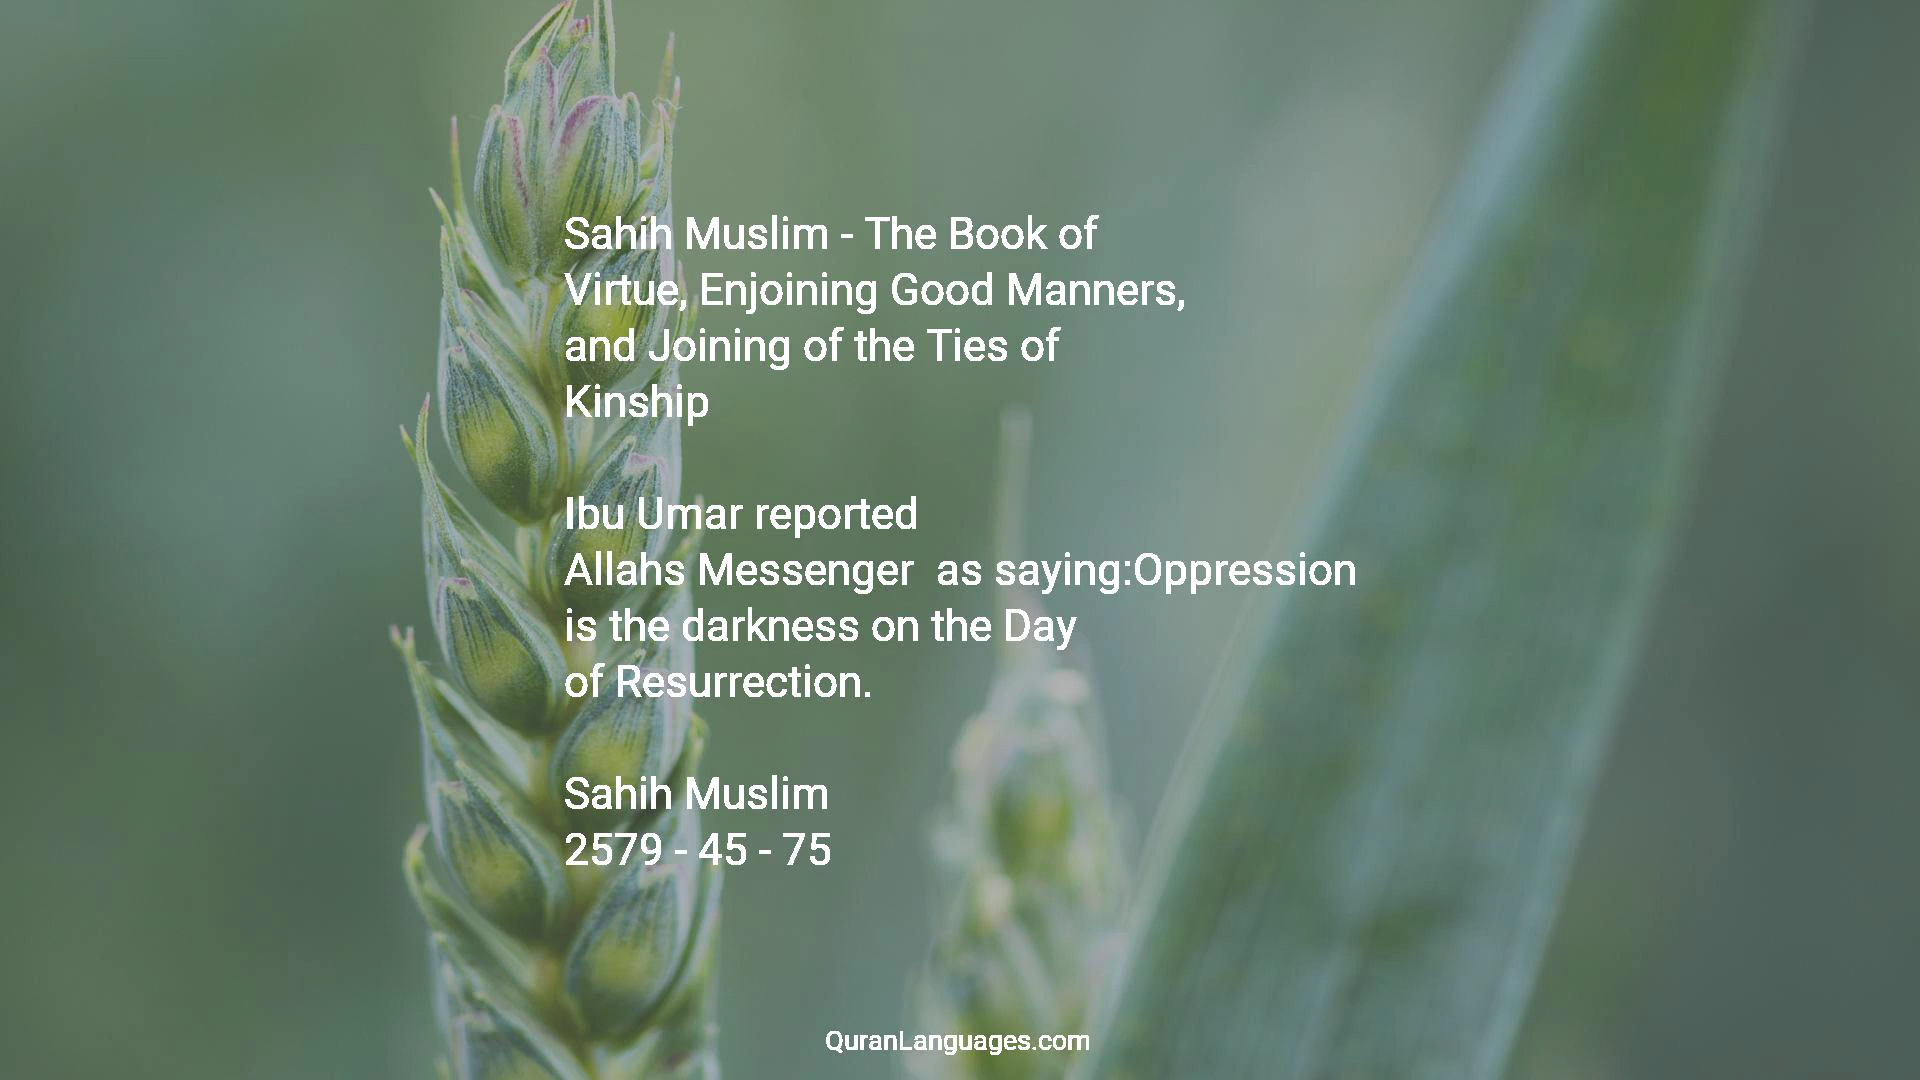 Sahih Muslim - The Book of
Virtue, Enjoining Good Manners,
and Joining of the Ties of
Kinship
Ibu Umar reported
Allahs Messenger  as saying:Oppression
is the darkness on the Day
of Resurrection.
Sahih Muslim
2579 - 45 - 75
QuranLanguages.com